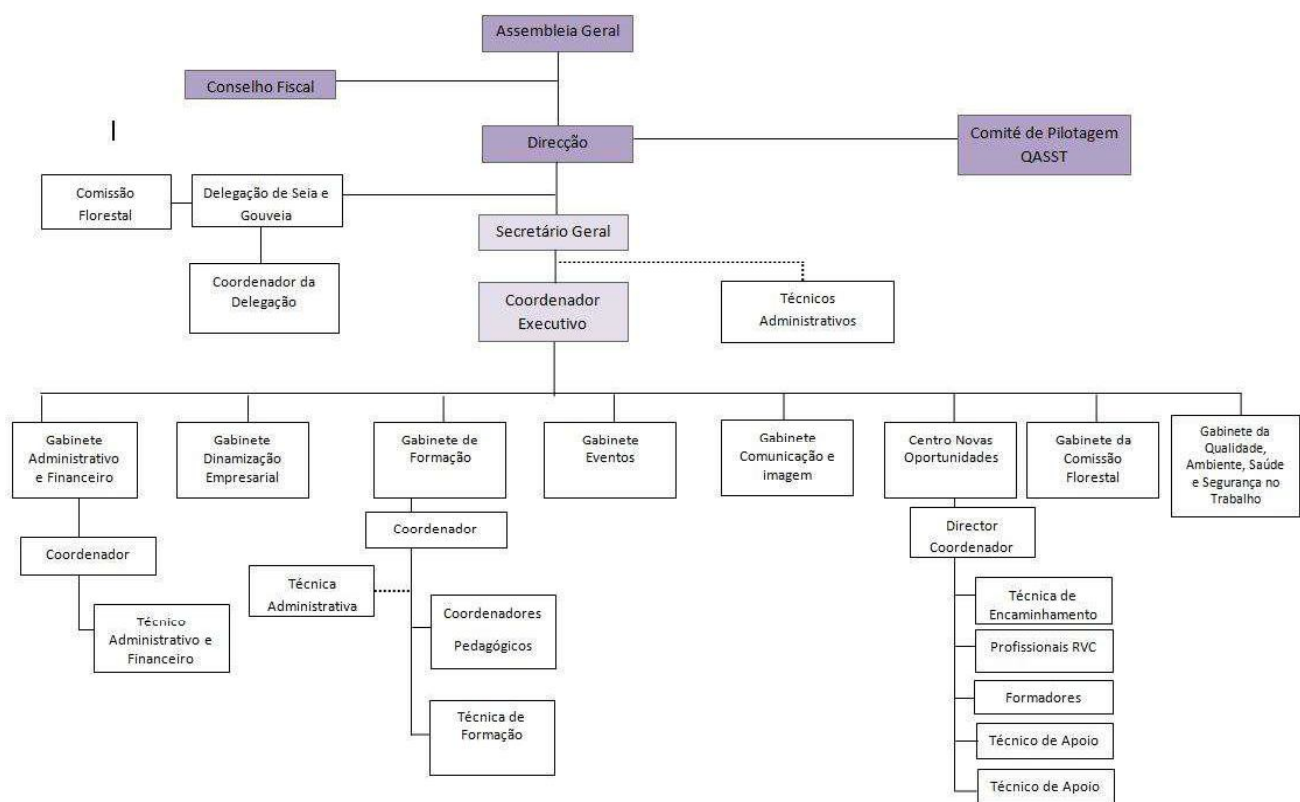 Assembleia Geral
Conselho Fiscal
Direcção
Comité de Pilotagem
QASST
Comissão
Florestal
Delegação de Seia e
Gouveia
Secretário Geral
Coordenador da
Delegação
Coordenador
Executivo
Técnicos
Administrativos
Gabinete
Administrativo
e Financeiro
Gabinete
Dinamização
Empresarial
Gabinete de
Formação
Gabinete
Eventos
Gabinete
Comunicação e
imagem
Centro Novas
Oportunidades
Gabinete da
Comissão
Florestal
Gabinete da
Qualidade,
Ambiente, Saúde
e Segurança no
Trabalho
Coordenador
Técnico
Administrativo e
Financeiro
Coordenador
Técnica
Administrativa
Coordenadores
Pedagógicos
Técnica de
Formação
Director
Coordenador
Técnica de
Encaminhamento
Profissionais RVC
Formadores
Técnico de Apoio
Técnico de Apoio